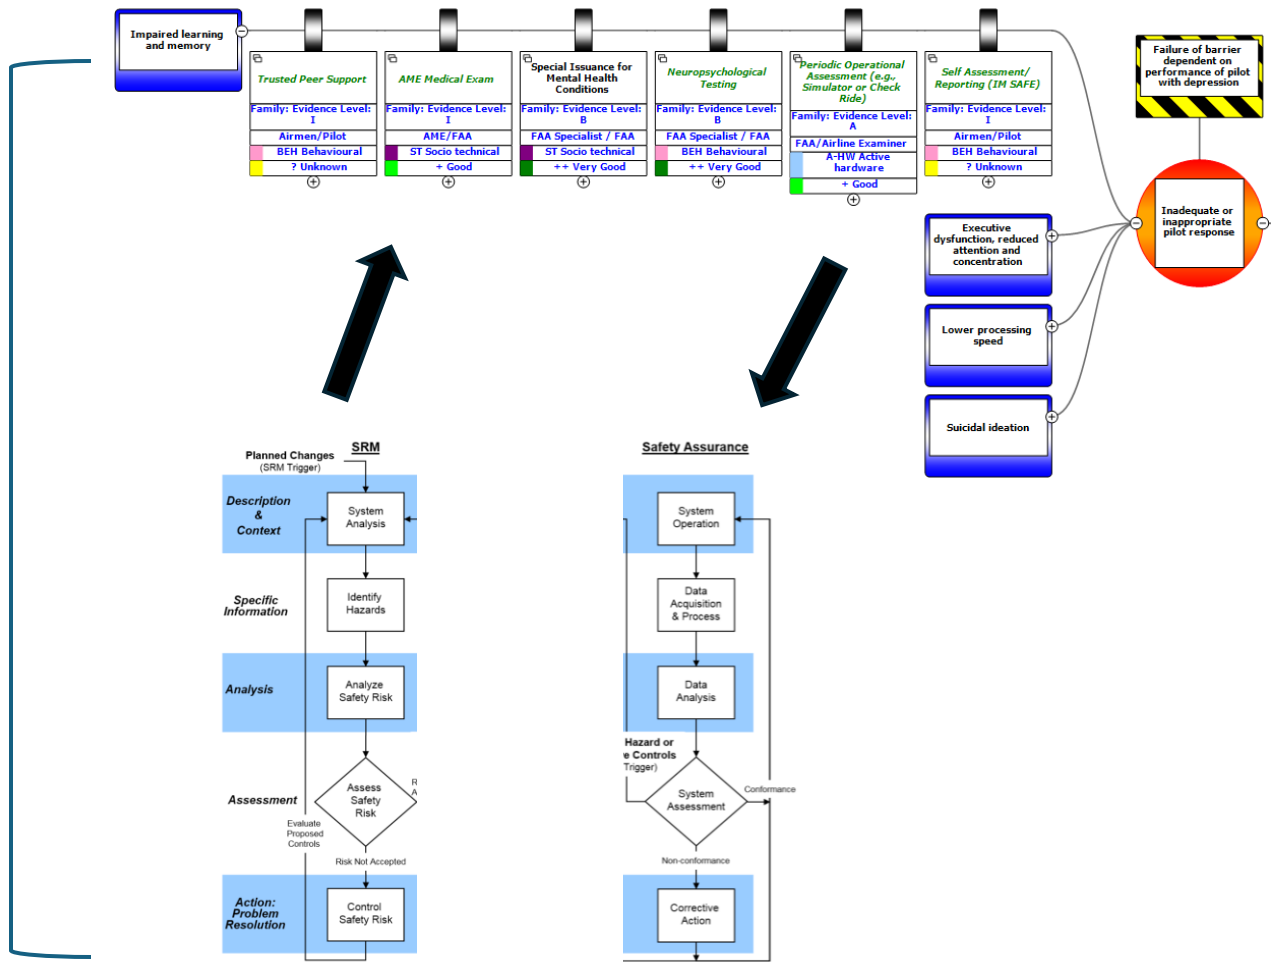 Impaired learning
and memory
Trusted Peer Support
Family: Evidence Level:
I
Airmen/Pilot
BEH Behavioural
? Unknown
AME Medical Exam
Family: Evidence Level:
I
AME/FAA
ST Socio technical
+ Good
Special Issuance for
Mental Health
Conditions
Family: Evidence Level:
B
FAA Specialist / FAA
ST Socio technical
++ Very Good
Neuropsychological
Testing
Family: Evidence Level:
B
FAA Specialist / FAA
BEH Behavioural
++ Very Good
Periodic Operational
Assessment (e.g.,
Simulator or Check
Ride)
Family: Evidence Level:
A
FAA/Airline Examiner
A-HW Active
hardware
+ Good
Self Assessment/
Reporting (IM SAFE)
Family: Evidence Level:
I
Airmen/Pilot
BEH Behavioural
? Unknown
Failure of barrier
dependent on
performance of pilot
with depression
Inadequate or
inappropriate
pilot response
Executive
dysfunction, reduced
attention and
concentration
Lower processing
speed
Suicidal ideation
SRM
Planned Changes
(SRM Trigger)
Description
&
Context
System
Analysis
Specific
Information
Identify
Hazards
Analysis
Analyze
Safety Risk
Assessment
Assess
Safety
Risk
R
A
Evaluate
Proposed
Controls
Risk Not Accepted
Action:
Problem
Resolution
Control
Safety Risk
Safety Assurance
System
Operation
Data
Acquisition
& Process
Data
Analysis
Hazard or
e Controls
Trigger)
System
Assessment
Conformance
Non-conformance
Corrective
Action